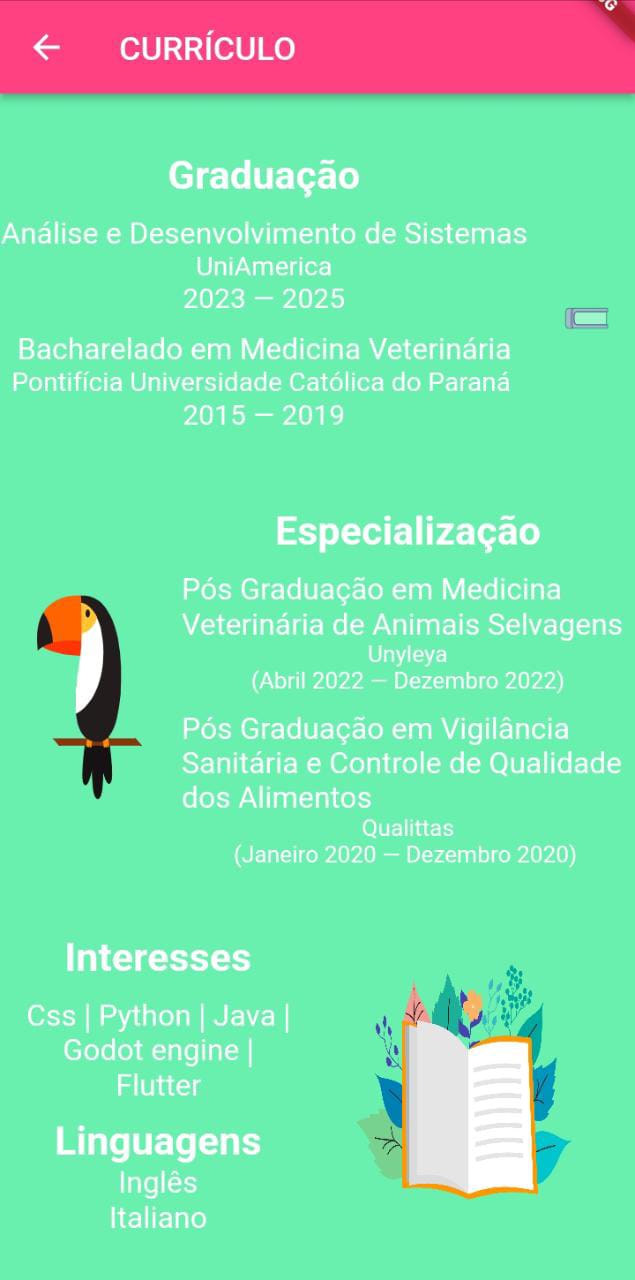 CURRÍCULO
Graduação
Análise e Desenvolvimento de Sistemas
UniAmerica
2023 — 2025
Bacharelado em Medicina Veterinária
Pontifícia Universidade Católica do Paraná
2015 — 2019
Especialização
Pós Graduação em Medicina
Veterinária de Animais Selvagens
Unyleya
(Abril 2022 — Dezembro 2022)
Pós Graduação em Vigilância
Sanitária e Controle de Qualidade
dos Alimentos
Qualittas
(Janeiro 2020 — Dezembro 2020)
Interesses
Css | Python | Java |
Godot engine |
Flutter
Linguagens
Inglês
Italiano